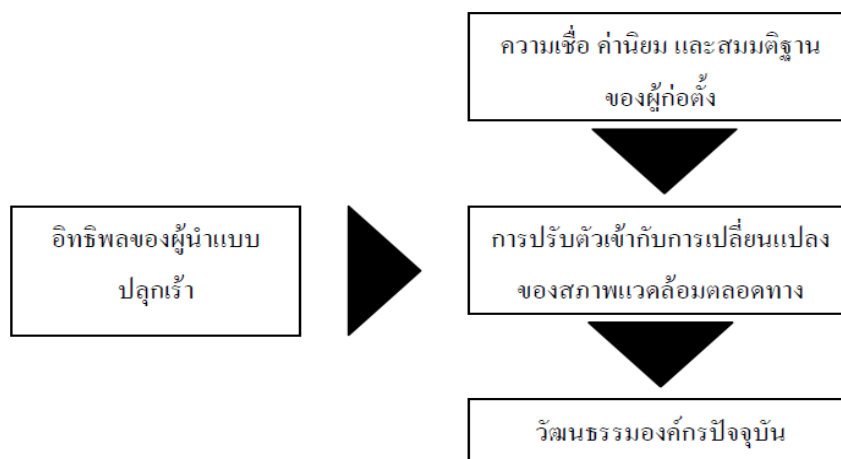 ความเชื่อ ค่านิยม และสมมติฐาน
ของผู้ก่อตั้ง
อิทธิพลของผู้นำแบบ
ปลุกเร้า
การปรับตัวเข้ากับการเปลี่ยนแปลง
ของสภาพแวดล้อมตลอดทาง
วัฒนธรรมองค์กรปัจจุบัน